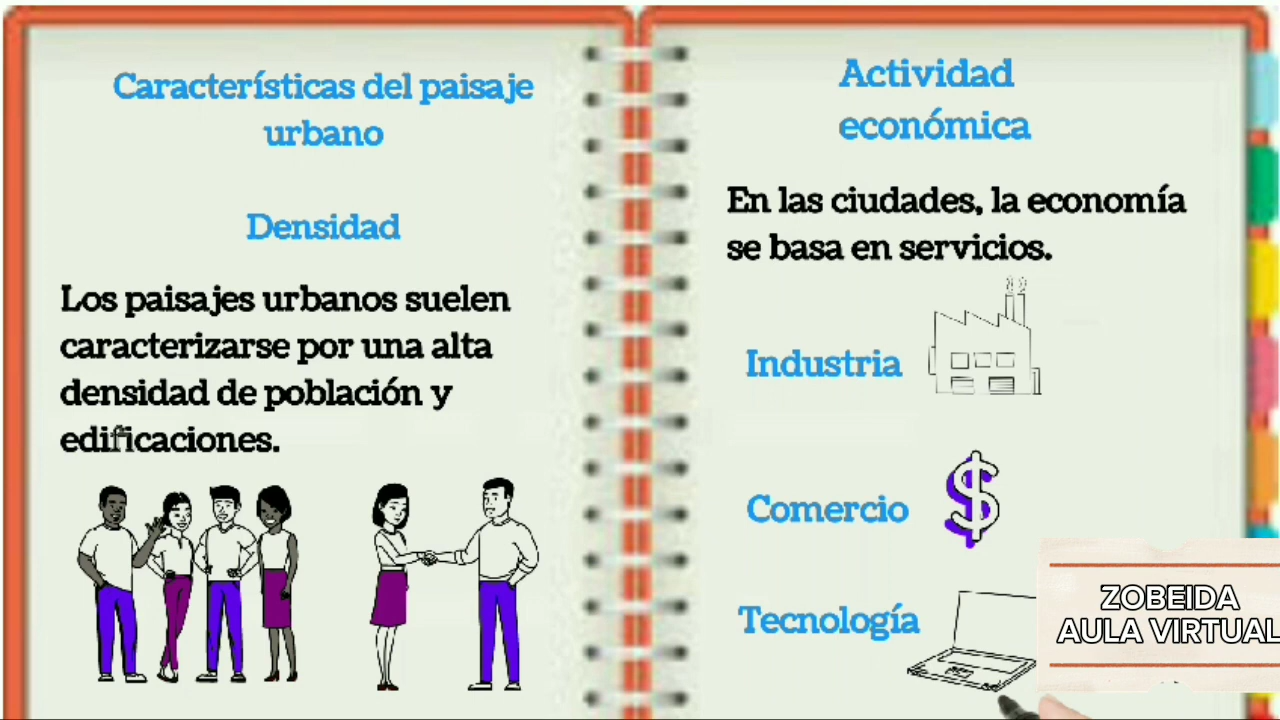 Características del paisaje
urbano
Densidad
Los paisajes urbanos suelen
caracterizarse por una alta
densidad de población y
edificaciones.
Actividad
económica
En las ciudades, la economía
se basa en servicios.
Industria
Comercio
$
Tecnología
ZOBEIDA
AULA VIRTUAL